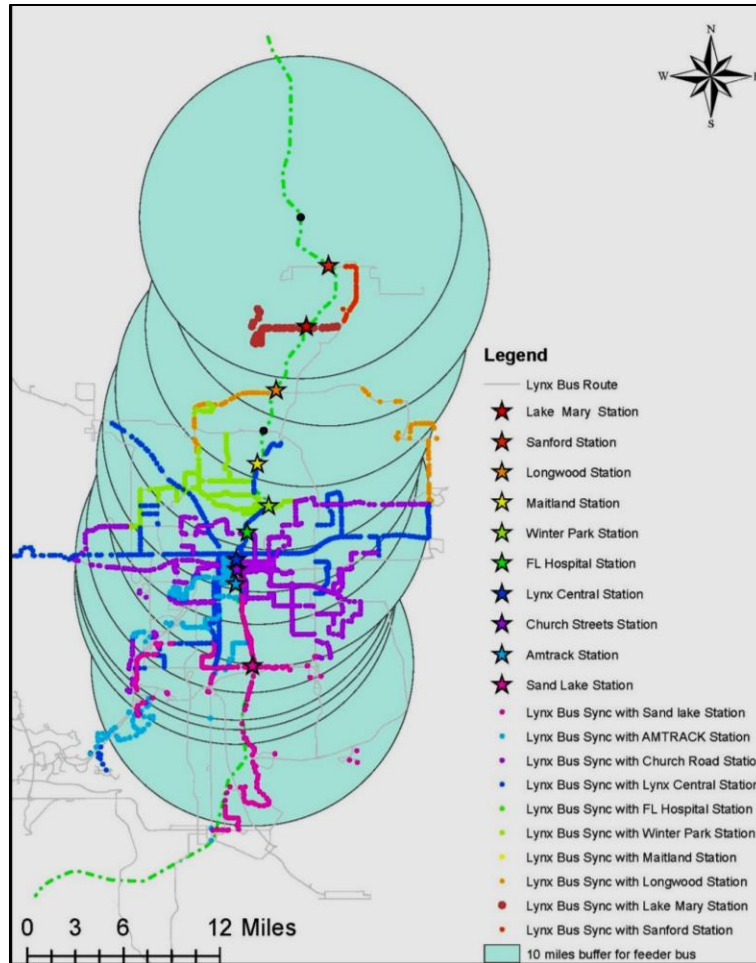 N
W
E
S
Legend
Lynx Bus Route
Lake Mary Station
Sanford Station
Longwood Station
Maitland Station
Winter Park Station
FL Hospital Station
Lynx Central Station
Church Streets Station
Amtrack Station
Sand Lake Station
Lynx Bus Sync with Sand lake Station
Lynx Bus Sync with AMTRACK Station
Lynx Bus Sync with Church Road Station
Lynx Bus Sync with Lynx Central Station
Lynx Bus Sync with FL Hospital Station
Lynx Bus Sync with Winter Park Station
Lynx Bus Sync with Maitland Station
Lynx Bus Sync with Longwood Station
Lynx Bus Sync with Lake Mary Station
Lynx Bus Sync with Sanford Station
10 miles buffer for feeder bus
0 3 6 12 Miles